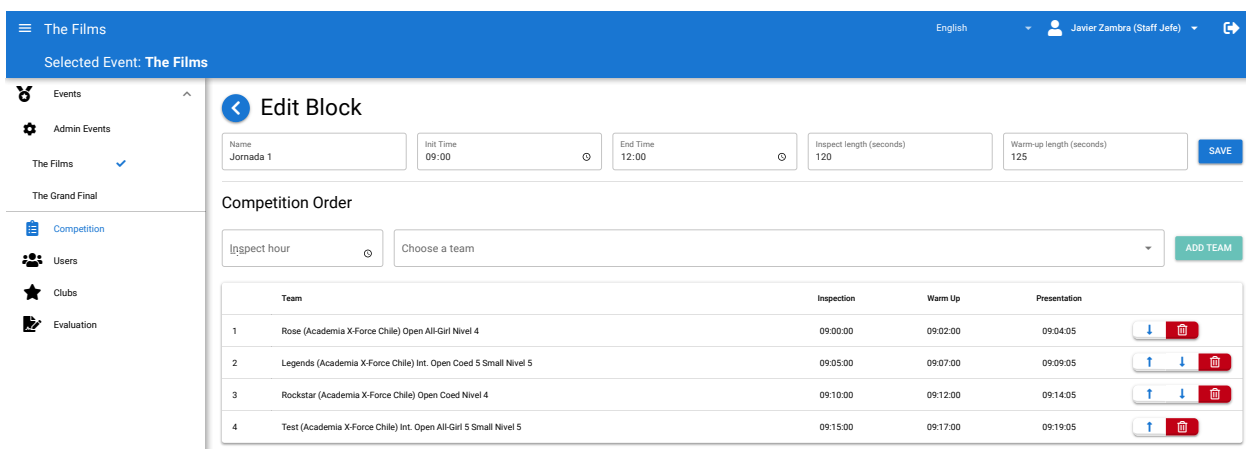 The Films
English
Javier Zambra (Staff Jefe)
Selected Event: The Films
Events
Admin Events
The Films
The Grand Final
Competition
Users
Clubs
Evaluation
Edit Block
Name
Jornada 1
Init Time
09:00
End Time
12:00
Inspect length (seconds)
120
Warm-up length (seconds)
125
SAVE
Competition Order
Inspect hour
Choose a team
ADD TEAM
Team Inspection Warm Up Presentation
1 Rose (Academia X-Force Chile) Open All-Girl Nivel 4 09:00:00 09:02:00 09:04:05
2 Legends (Academia X-Force Chile) Int. Open Coed 5 Small Nivel 5 09:05:00 09:07:00 09:09:05
3 Rockstar (Academia X-Force Chile) Open Coed Nivel 4 09:10:00 09:12:00 09:14:05
4 Test (Academia X-Force Chile) Int. Open All-Girl 5 Small Nivel 5 09:15:00 09:17:00 09:19:05